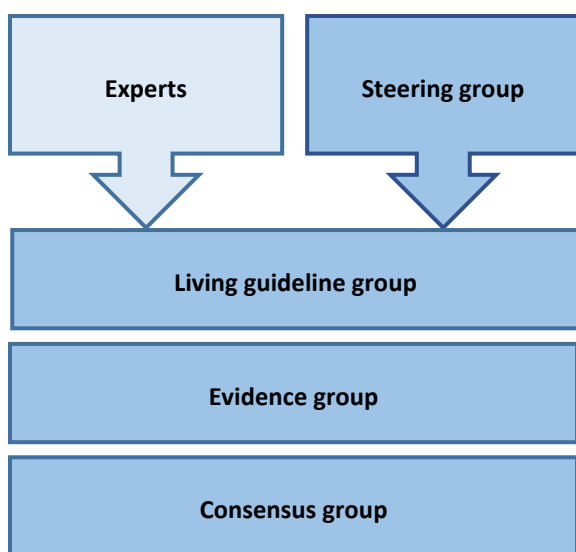 Experts
Steering group
Living guideline group
Evidence group
Consensus group